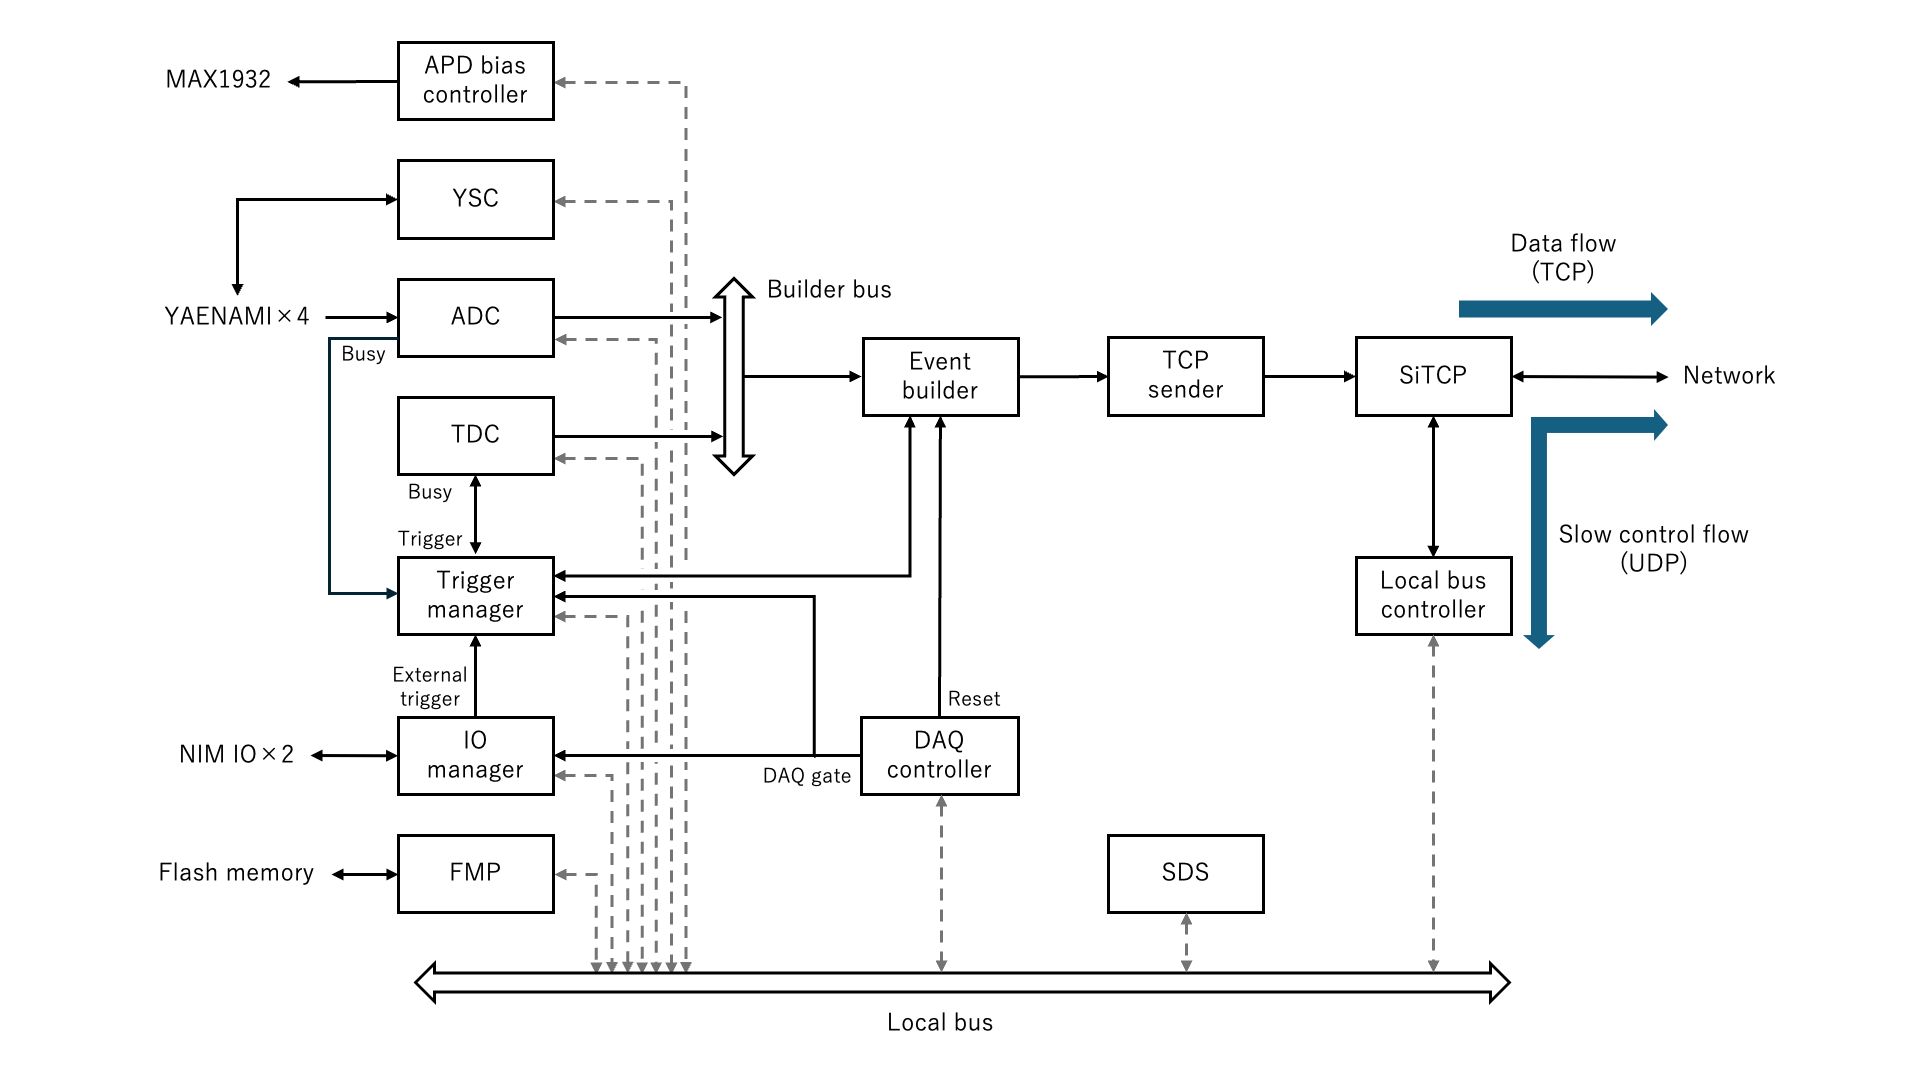 APD bias
controller
MAX1932
YSC
YAENAMI×4
ADC
Busy
Builder bus
Data flow
(TCP)
Event
builder
TCP
sender
SiTCP
Network
TDC
Busy
Trigger
Trigger
manager
Slow control flow
(UDP)
Local bus
controller
External
trigger
Reset
NIM IO×2
IO
manager
DAQ gate
DAQ
controller
Flash memory
FMP
SDS
Local bus